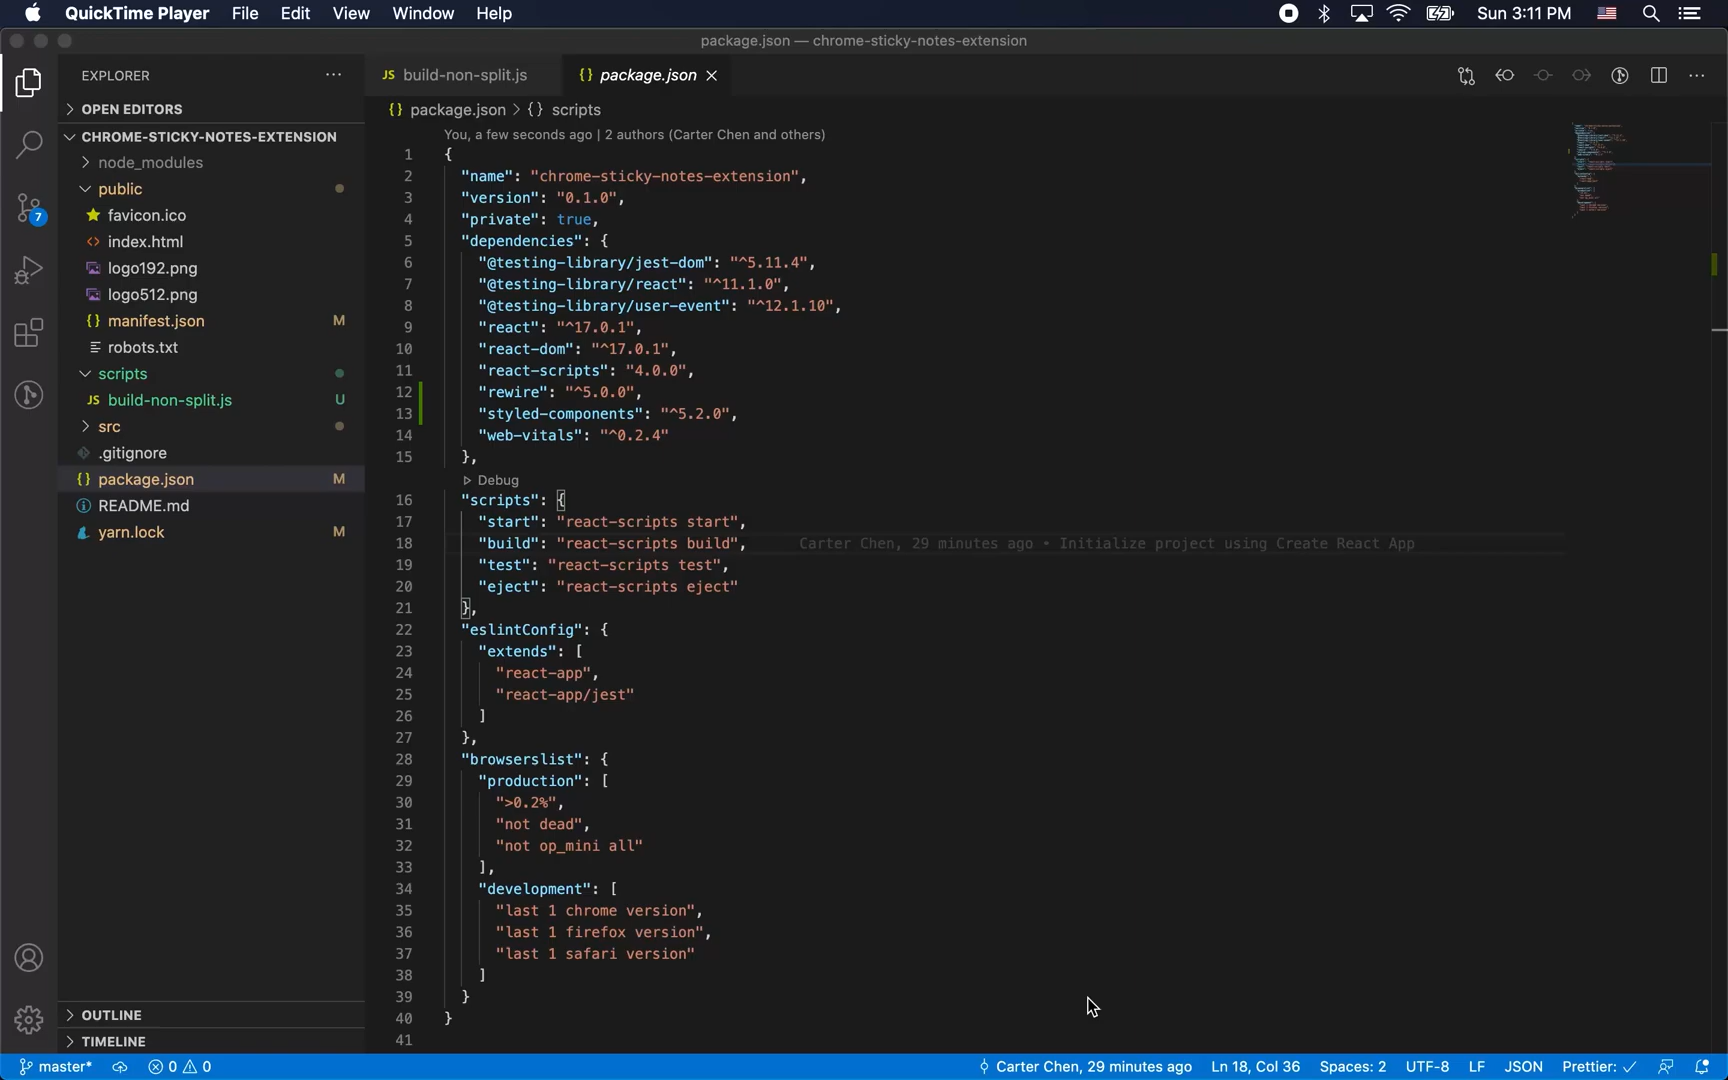 QuickTime Player File Edit View Window Help Sun 3:11 PM
package.json — chrome-sticky-notes-extension
EXPLORER
OPEN EDITORS
CHROME-STICKY-NOTES-EXTENSION
node_modules
public
favicon.ico
index.html
logo192.png
logo512.png
manifest.json M
robots.txt
scripts
JS build-non-split.js U
src
.gitignore
{} package.json M
README.md
yarn.lock M
OUTLINE
TIMELINE
7
JS build-non-split.js {} package.json
{} package.json > {} scripts
You, a few seconds ago | 2 authors (Carter Chen and others)
1 {
2 "name": "chrome-sticky-notes-extension",
3 "version": "0.1.0",
4 "private": true,
5 "dependencies": {
6 "@testing-library/jest-dom": "^5.11.4",
7 "@testing-library/react": "^11.1.0",
8 "@testing-library/user-event": "^12.1.10",
9 "react": "^17.0.1",
10 "react-dom": "^17.0.1",
11 "react-scripts": "4.0.0",
12 "rewire": "^5.0.0",
13 "styled-components": "^5.2.0",
14 "web-vitals": "^0.2.4"
15 },
Debug
16 "scripts": {
17 "start": "react-scripts start",
18 "build": "react-scripts build", Carter Chen, 29 minutes ago • Initialize project using Create React App
19 "test": "react-scripts test",
20 "eject": "react-scripts eject"
21 },
22 "eslintConfig": {
23 "extends": [
24 "react-app",
25 "react-app/jest"
26 ]
27 },
28 "browserslist": {
29 "production": [
30 ">0.2%",
31 "not dead",
32 "not op_mini all"
33 ],
34 "development": [
35 "last 1 chrome version",
36 "last 1 firefox version",
37 "last 1 safari version"
38 ]
39 }
40 }
41
master* 0 0 Carter Chen, 29 minutes ago Ln 18, Col 36 Spaces: 2 UTF-8 LF JSON Prettier: ✓